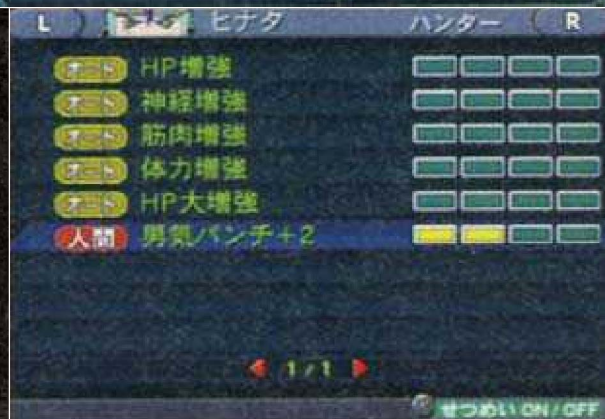 L ヒナタ ハンター R
オート HP増強
オート 神経増強
オート 筋肉増強
オート 体力増強
オート HP大増強
人間 男気パンチ+2
1/1
せつめい ON/OFF